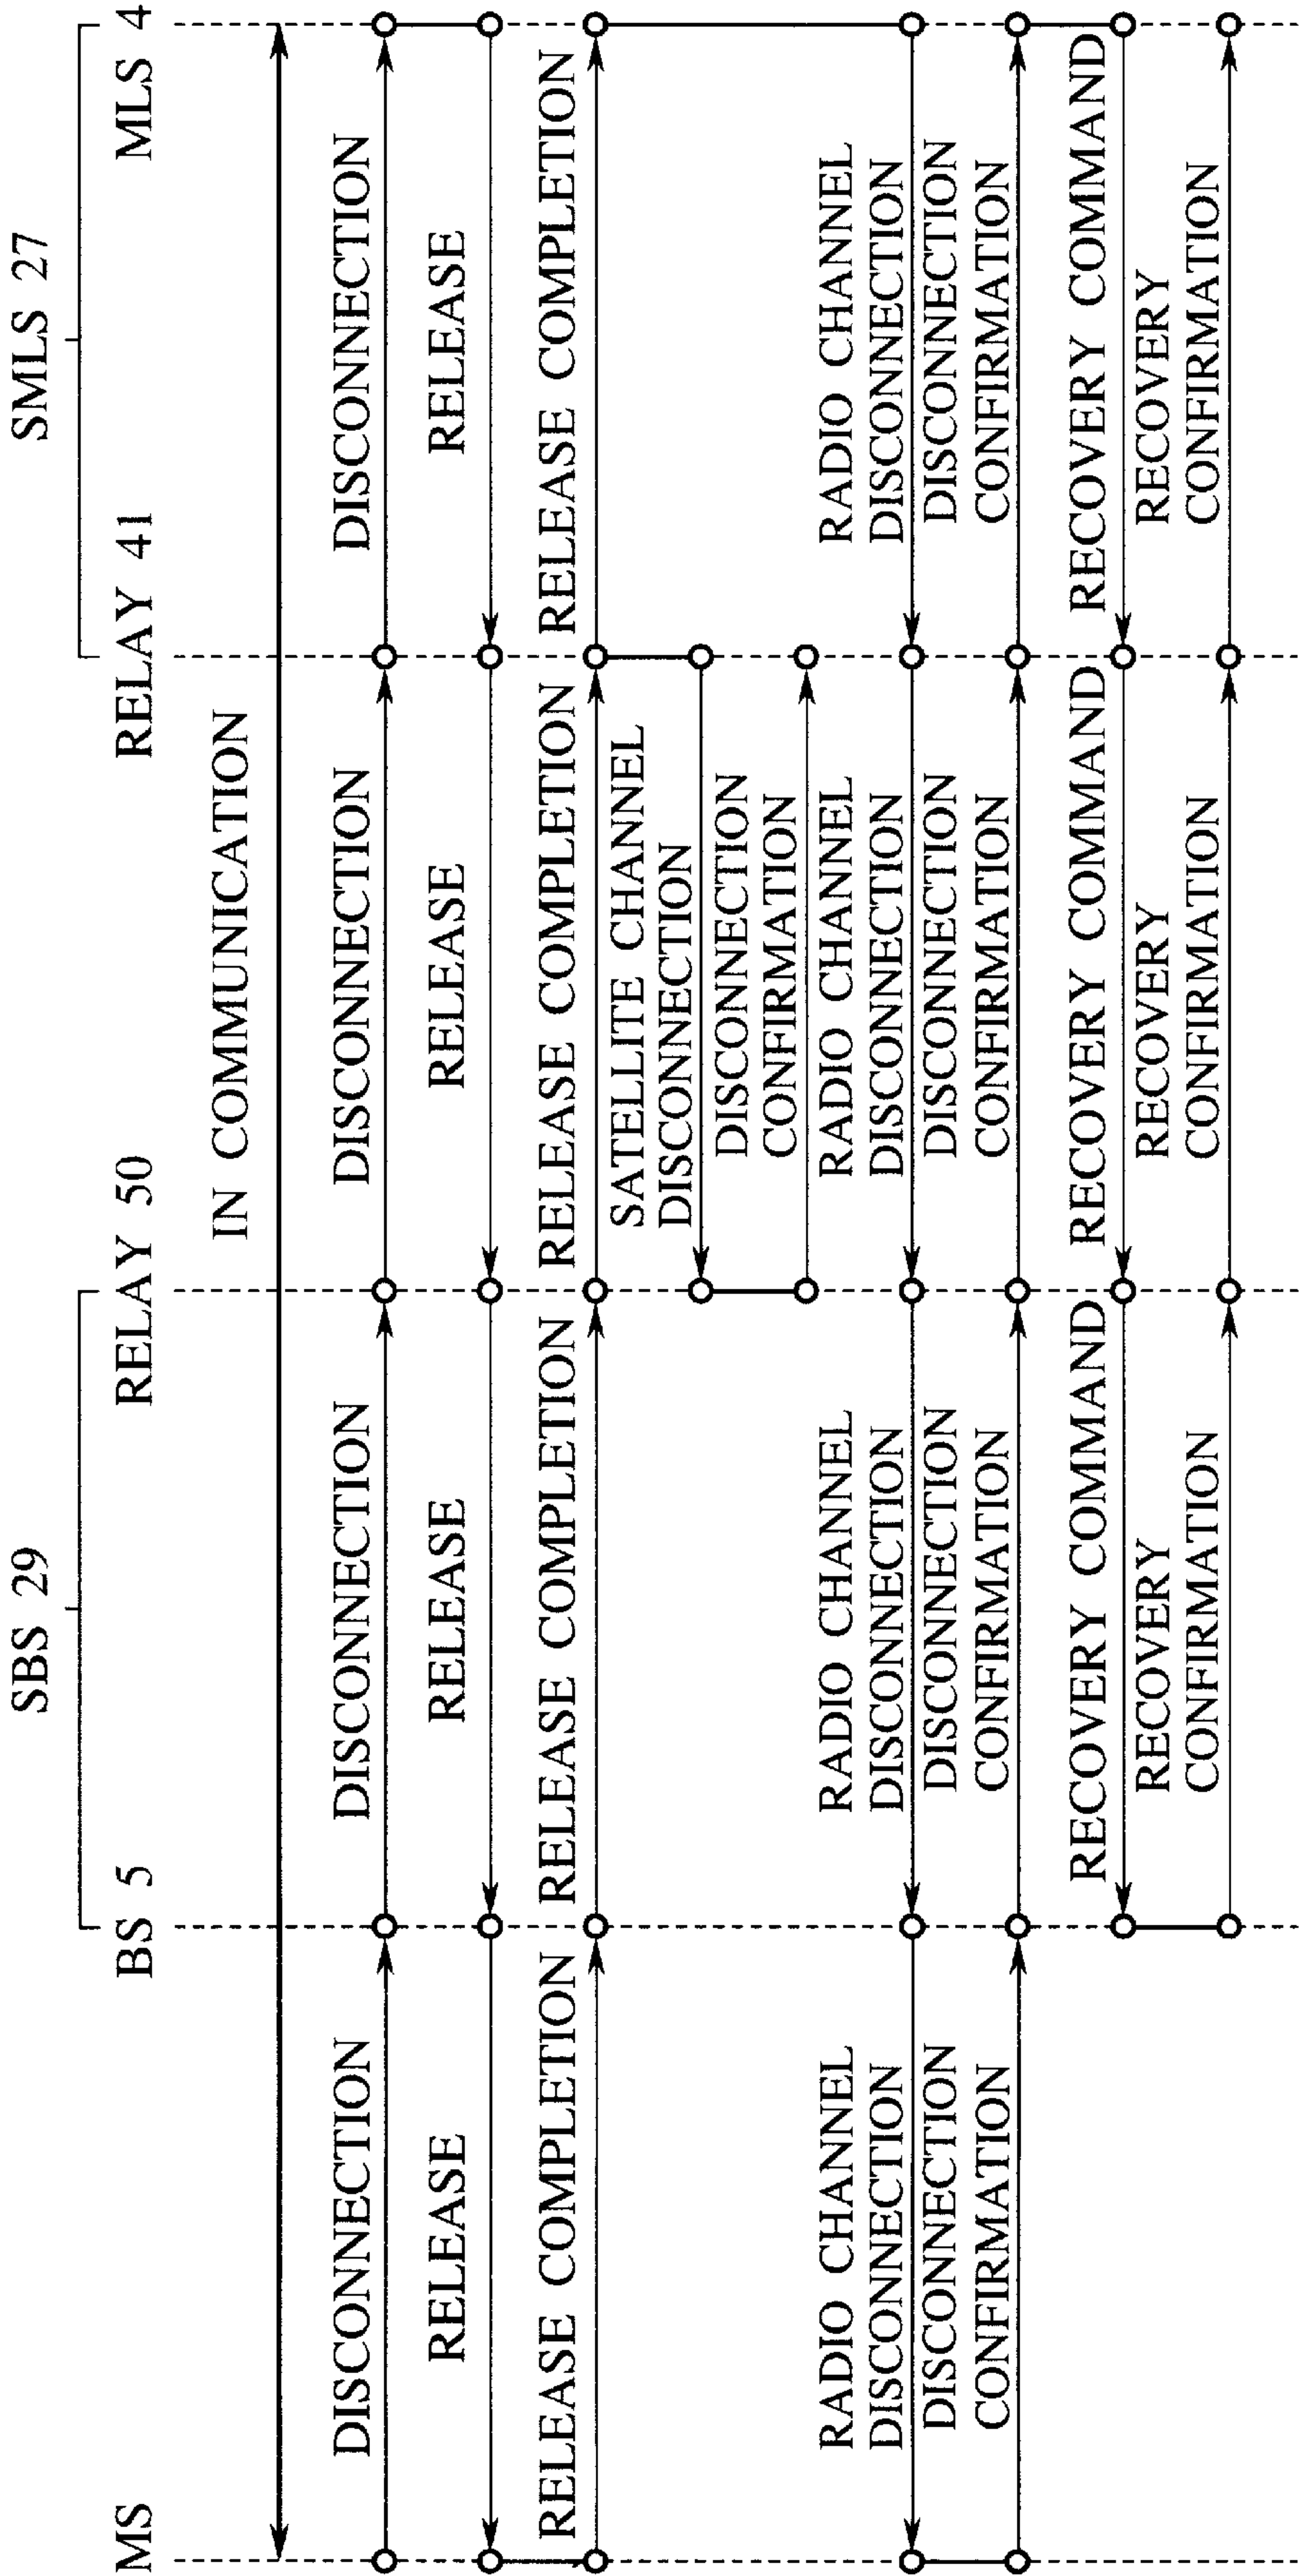 SBS 29
SMLS 27
MS
BS 5
RELAY 50
RELAY 41
MLS 4
IN COMMUNICATION
DISCONNECTION
DISCONNECTION
DISCONNECTION
DISCONNECTION
RELEASE
RELEASE
RELEASE
RELEASE
RELEASE COMPLETION
RELEASE COMPLETION
RELEASE COMPLETION
RELEASE COMPLETION
SATELLITE CHANNEL
DISCONNECTION
DISCONNECTION
CONFIRMATION
RADIO CHANNEL
DISCONNECTION
RADIO CHANNEL
DISCONNECTION
RADIO CHANNEL
DISCONNECTION
RADIO CHANNEL
DISCONNECTION
DISCONNECTION
CONFIRMATION
DISCONNECTION
CONFIRMATION
DISCONNECTION
CONFIRMATION
DISCONNECTION
CONFIRMATION
RECOVERY COMMAND
RECOVERY COMMAND
RECOVERY COMMAND
RECOVERY
CONFIRMATION
RECOVERY
CONFIRMATION
RECOVERY
CONFIRMATION